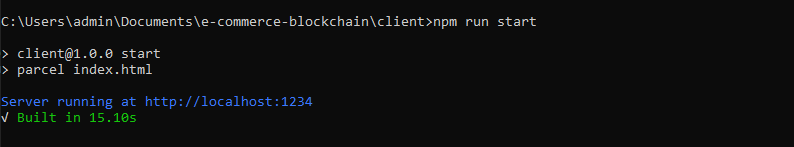 C:\Users\admin\Documents\e-commerce-blockchain\client>npm run start
> client@1.0.0 start
> parcel index.html
Server running at http://localhost:1234
√ Built in 15.10s